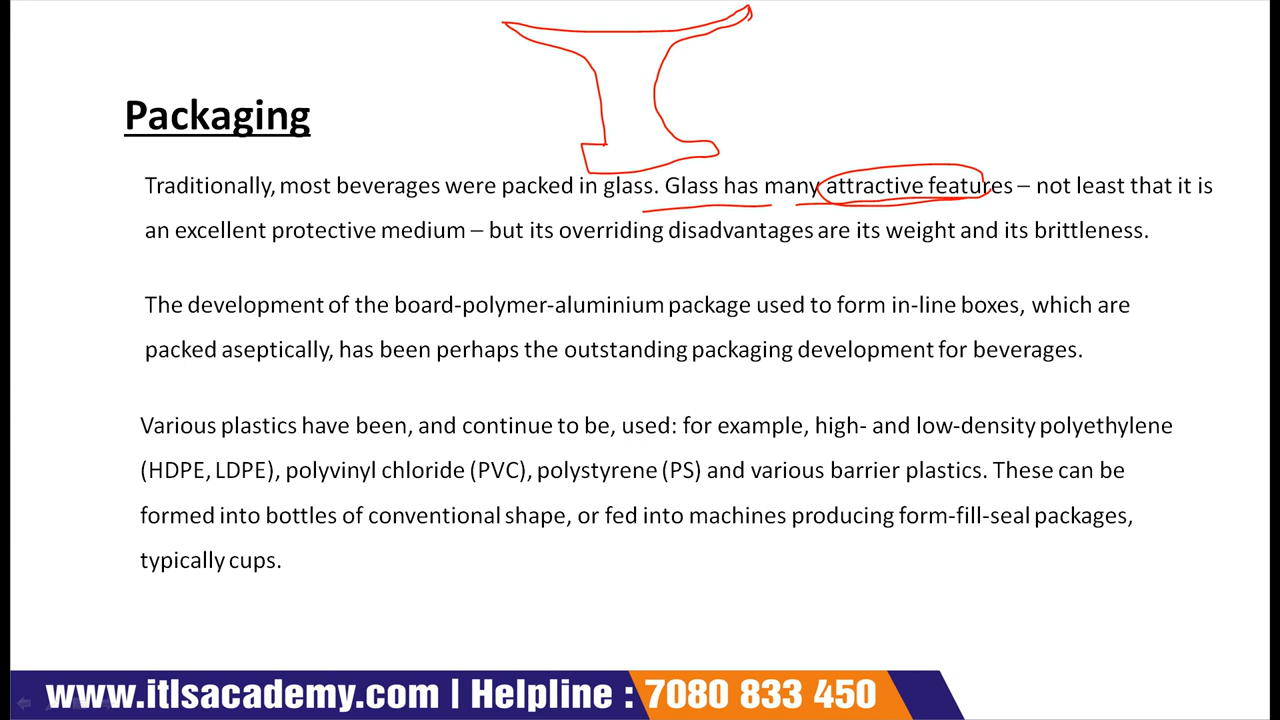 Packaging
Traditionally, most beverages were packed in glass. Glass has many attractive features – not least that it is
an excellent protective medium – but its overriding disadvantages are its weight and its brittleness.
The development of the board-polymer-aluminium package used to form in-line boxes, which are
packed aseptically, has been perhaps the outstanding packaging development for beverages.
Various plastics have been, and continue to be, used: for example, high- and low-density polyethylene
(HDPE, LDPE), polyvinyl chloride (PVC), polystyrene (PS) and various barrier plastics. These can be
formed into bottles of conventional shape, or fed into machines producing form-fill-seal packages,
typically cups.
www.itlsacademy.com | Helpline : 7080 833 450